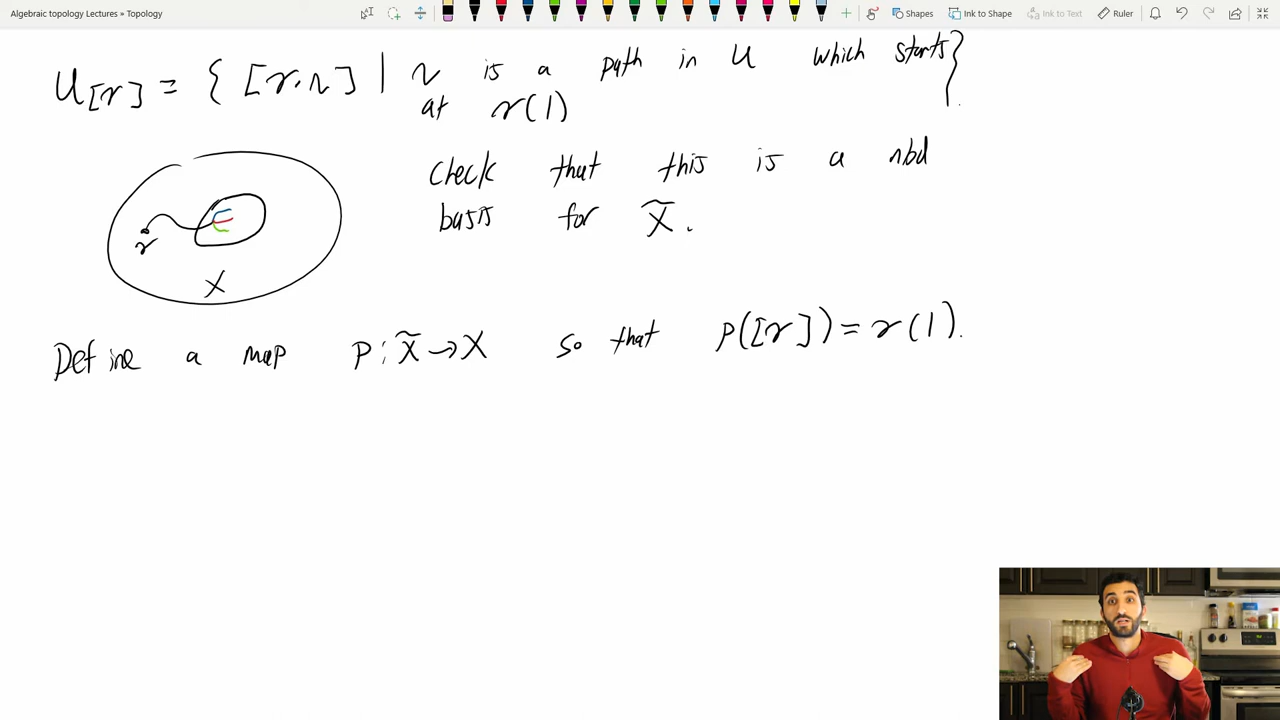 Algebraic topology Lectures – Topology
Shapes Ink to Shape Ink to Text Ruler
U[γ] = { [γ·η] | η is a path in U which starts
at γ(1) }.
Check that this is a nbd
basis for X̃.
γ
X
Define a map p: X̃ → X so that p([γ]) = γ(1).